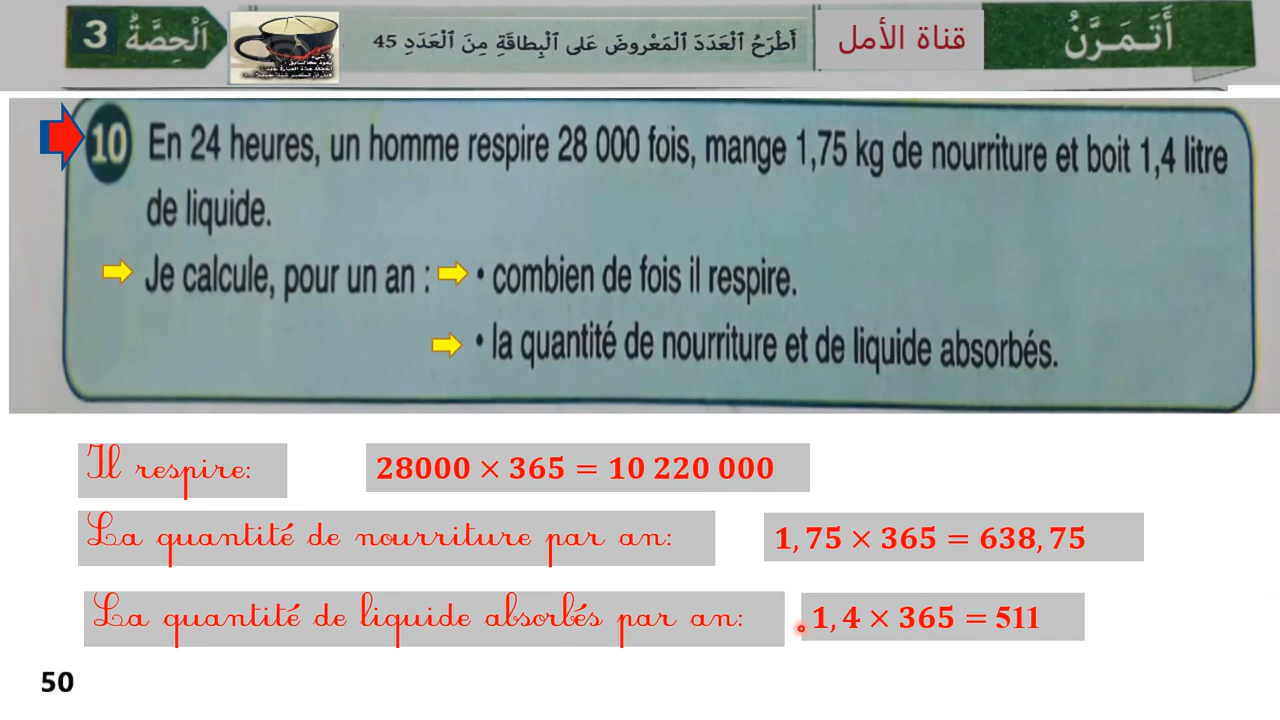 أَتَـمَـرَّنُ
قناة الأمل
أَطْرَحُ ٱلْعَدَدَ ٱلْمَعْروضَ عَلى ٱلْبِطاقَةِ مِنَ ٱلْعَدَدِ 45
اَلْحِصَّةُ 3
10 En 24 heures, un homme respire 28 000 fois, mange 1,75 kg de nourriture et boit 1,4 litre
de liquide.
Je calcule, pour un an : • combien de fois il respire.
• la quantité de nourriture et de liquide absorbés.
Il respire: 28000 × 365 = 10 220 000
La quantité de nourriture par an: 1,75 × 365 = 638,75
La quantité de liquide absorbés par an: 1,4 × 365 = 511
50